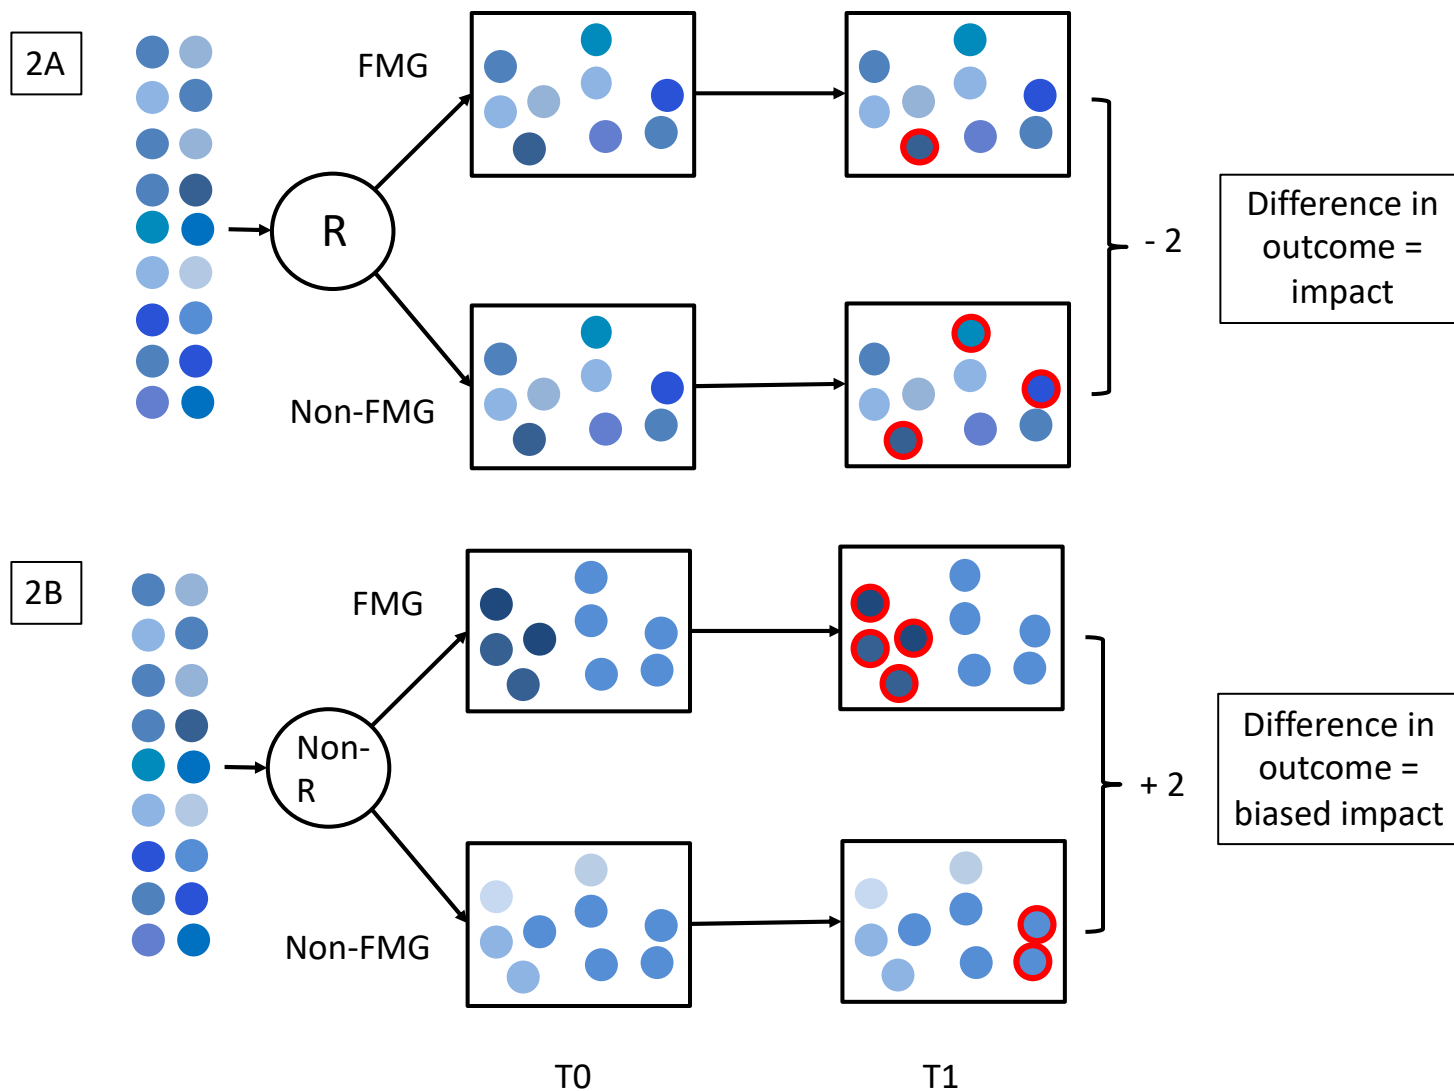 2A
FMG
R
Non-FMG
- 2
Difference in
outcome =
impact
2B
FMG
Non-
R
Non-FMG
+ 2
Difference in
outcome =
biased impact
T0
T1